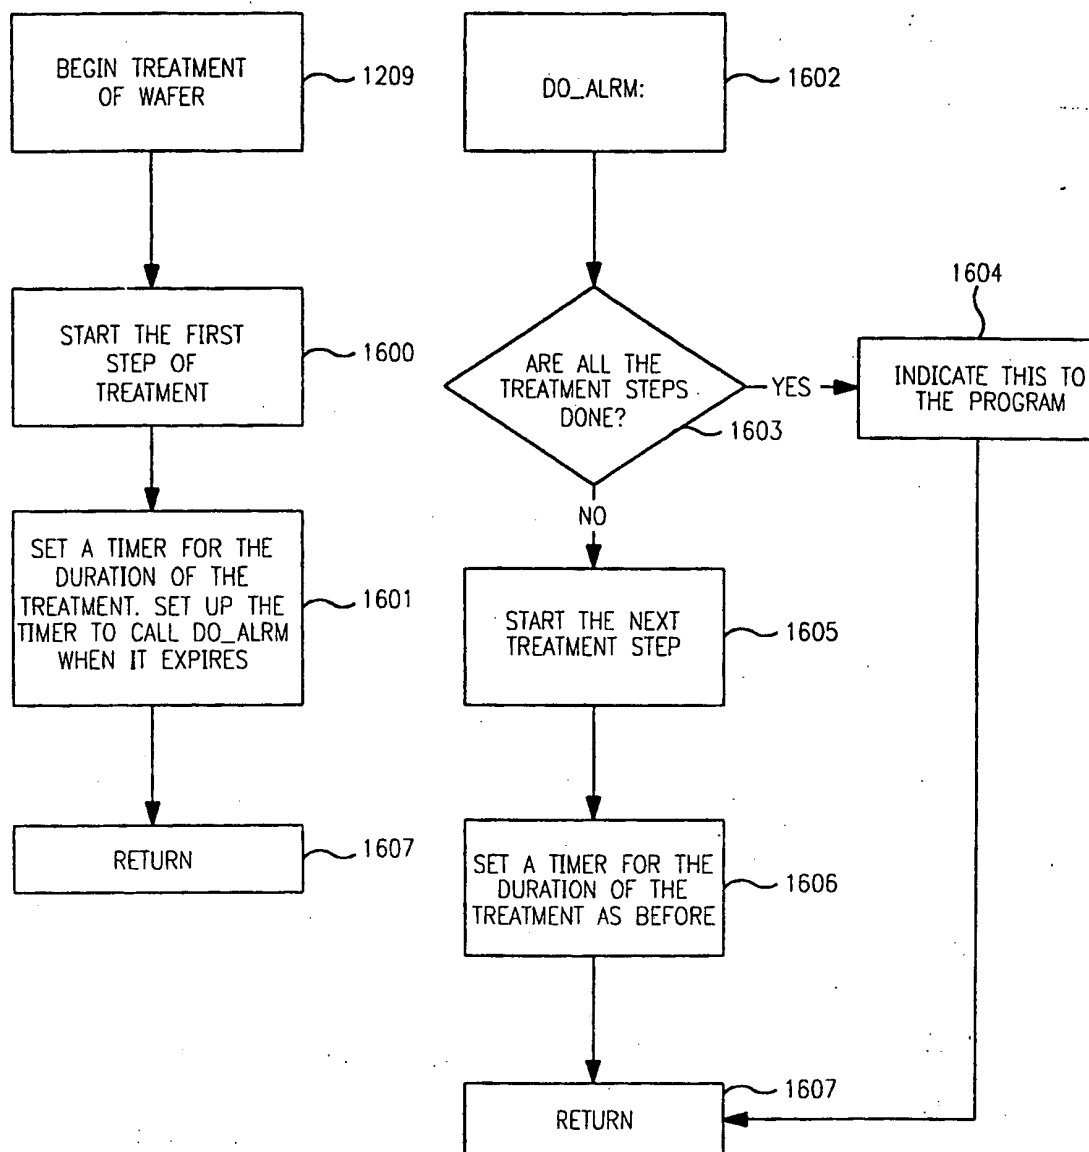 BEGIN TREATMENT
OF WAFER
1209
START THE FIRST
STEP OF
TREATMENT
1600
SET A TIMER FOR THE
DURATION OF THE
TREATMENT. SET UP THE
TIMER TO CALL DO_ALRM
WHEN IT EXPIRES
1601
RETURN
1607
DO_ALRM:
1602
ARE ALL THE
TREATMENT STEPS
DONE?
1603
YES
1604
INDICATE THIS TO
THE PROGRAM
NO
START THE NEXT
TREATMENT STEP
1605
SET A TIMER FOR THE
DURATION OF THE
TREATMENT AS BEFORE
1606
RETURN
1607